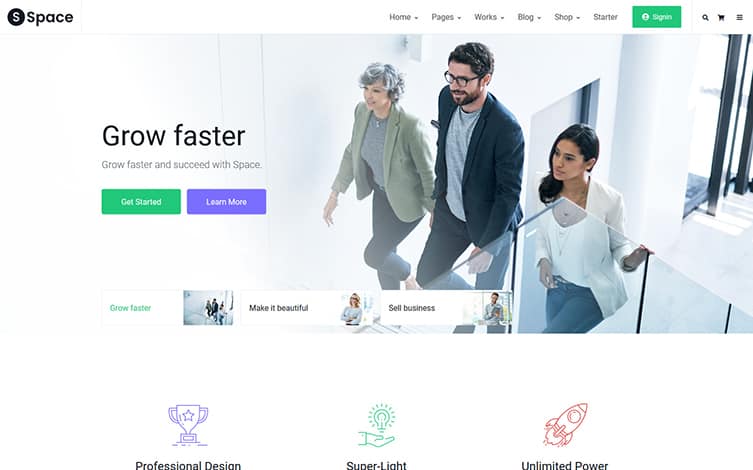 S Space
Home Pages Works Blog Shop Starter Signin
Grow faster
Grow faster and succeed with Space.
Get Started Learn More
Grow faster Make it beautiful Sell business
Professional Design Super-Light Unlimited Power